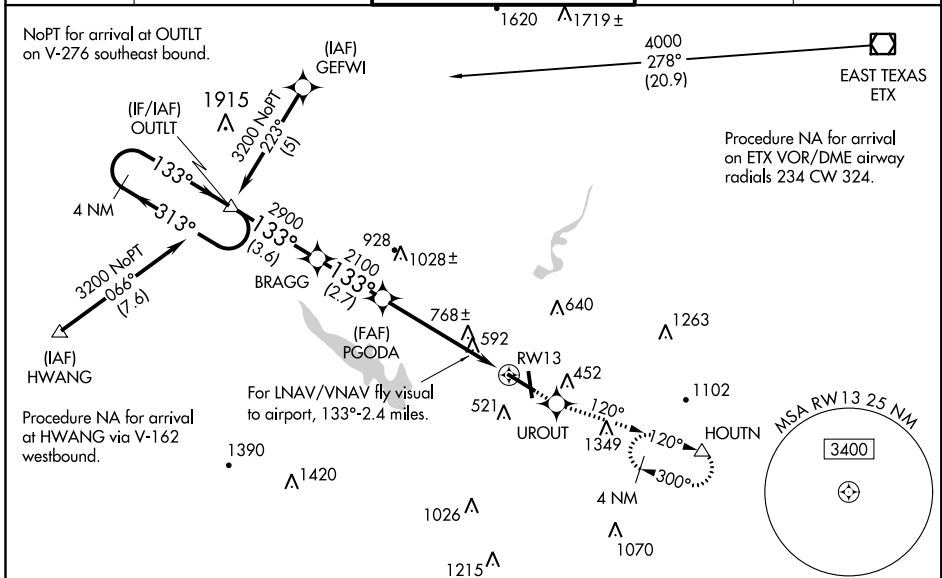 1620
1719 ±
NoPT for arrival at OUTLT
on V-276 southeast bound.
(IAF)
GEFWI
4000
278°
(20.9)
EAST TEXAS
ETX
1915
(IF/IAF)
OUTLT
3200 NoPT
223°
(5)
Procedure NA for arrival
on ETX VOR/DME airway
radials 234 CW 324.
133°
4 NM
313°
2900
133°
(3.6)
928
1028 ±
BRAGG
2100
133°
(2.7)
3200 NoPT
066°
(7.6)
(IAF)
HWANG
(FAF)
PGODA
768 ±
592
640
1263
RW13
For LNAV/VNAV fly visual
to airport, 133°-2.4 miles.
452
1102
521
UROUT
120°
1349
120°
HOUTN
300°
4 NM
Procedure NA for arrival
at HWANG via V-162
westbound.
MSA RW13 25 NM
3400
1390
1420
1026
1070
1215